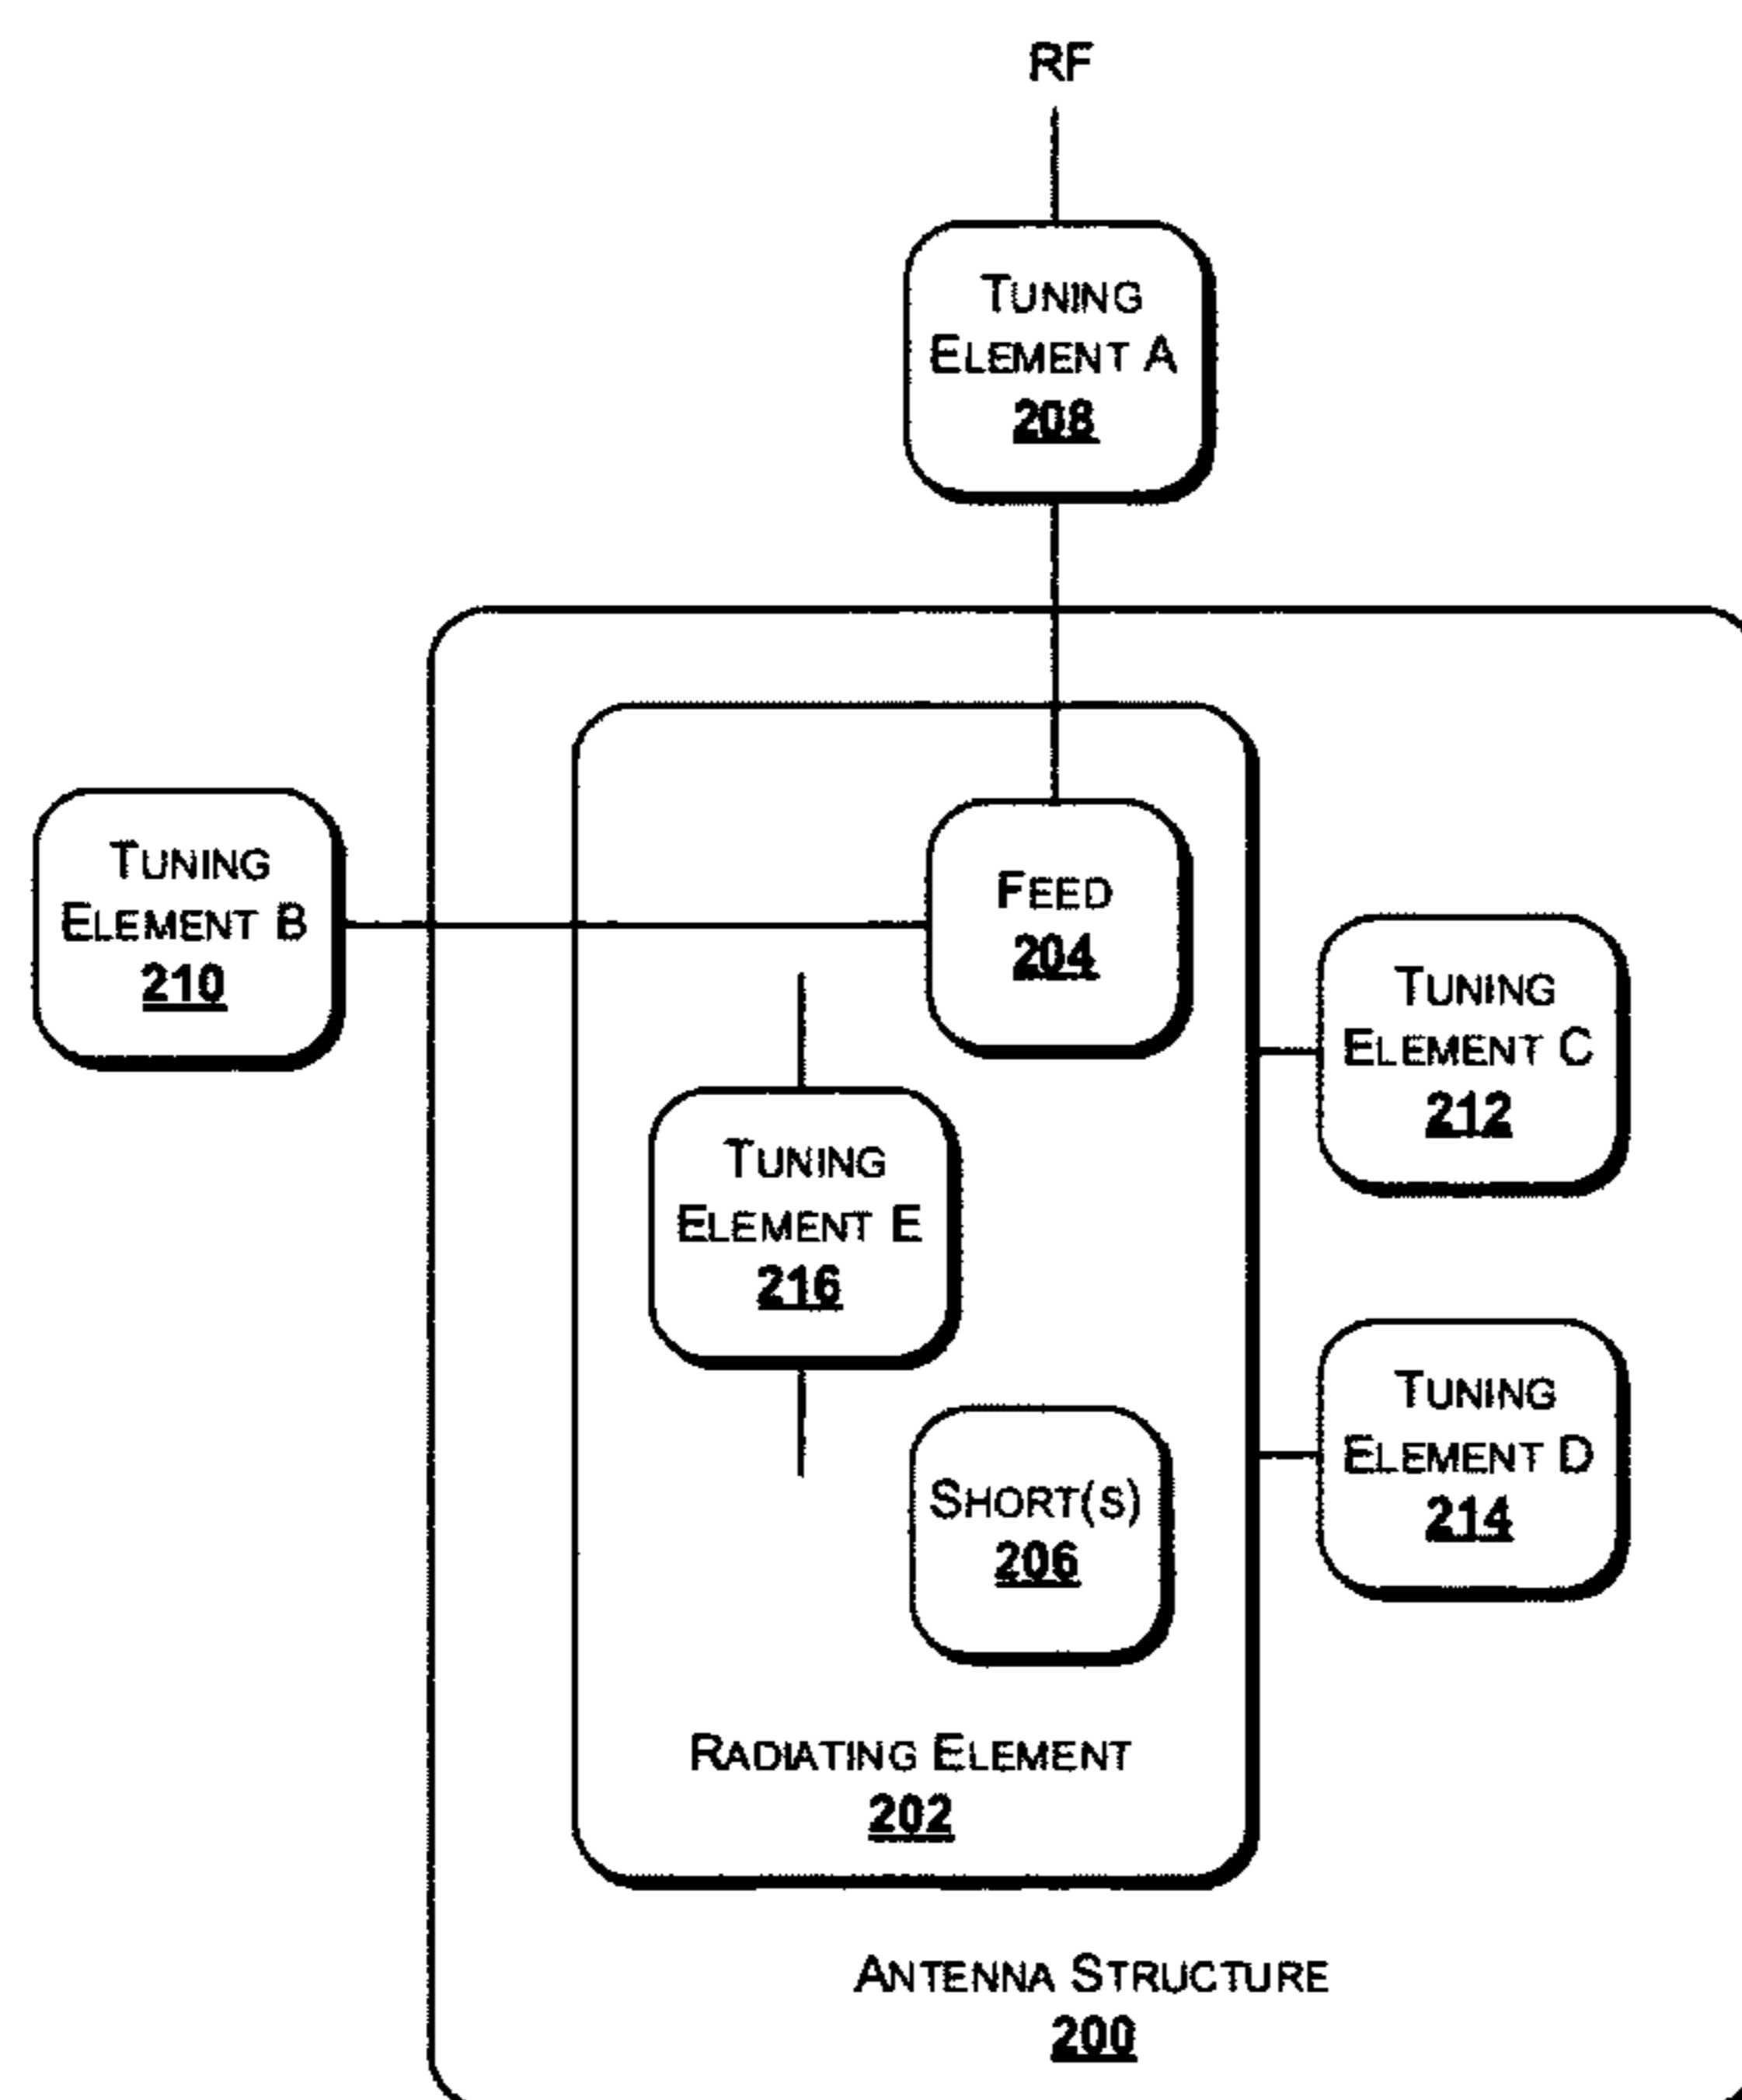 RF
TUNING
ELEMENT A
208
TUNING
ELEMENT B
210
FEED
204
TUNING
ELEMENT C
212
TUNING
ELEMENT E
216
TUNING
ELEMENT D
214
SHORT(S)
206
RADIATING ELEMENT
202
ANTENNA STRUCTURE
200